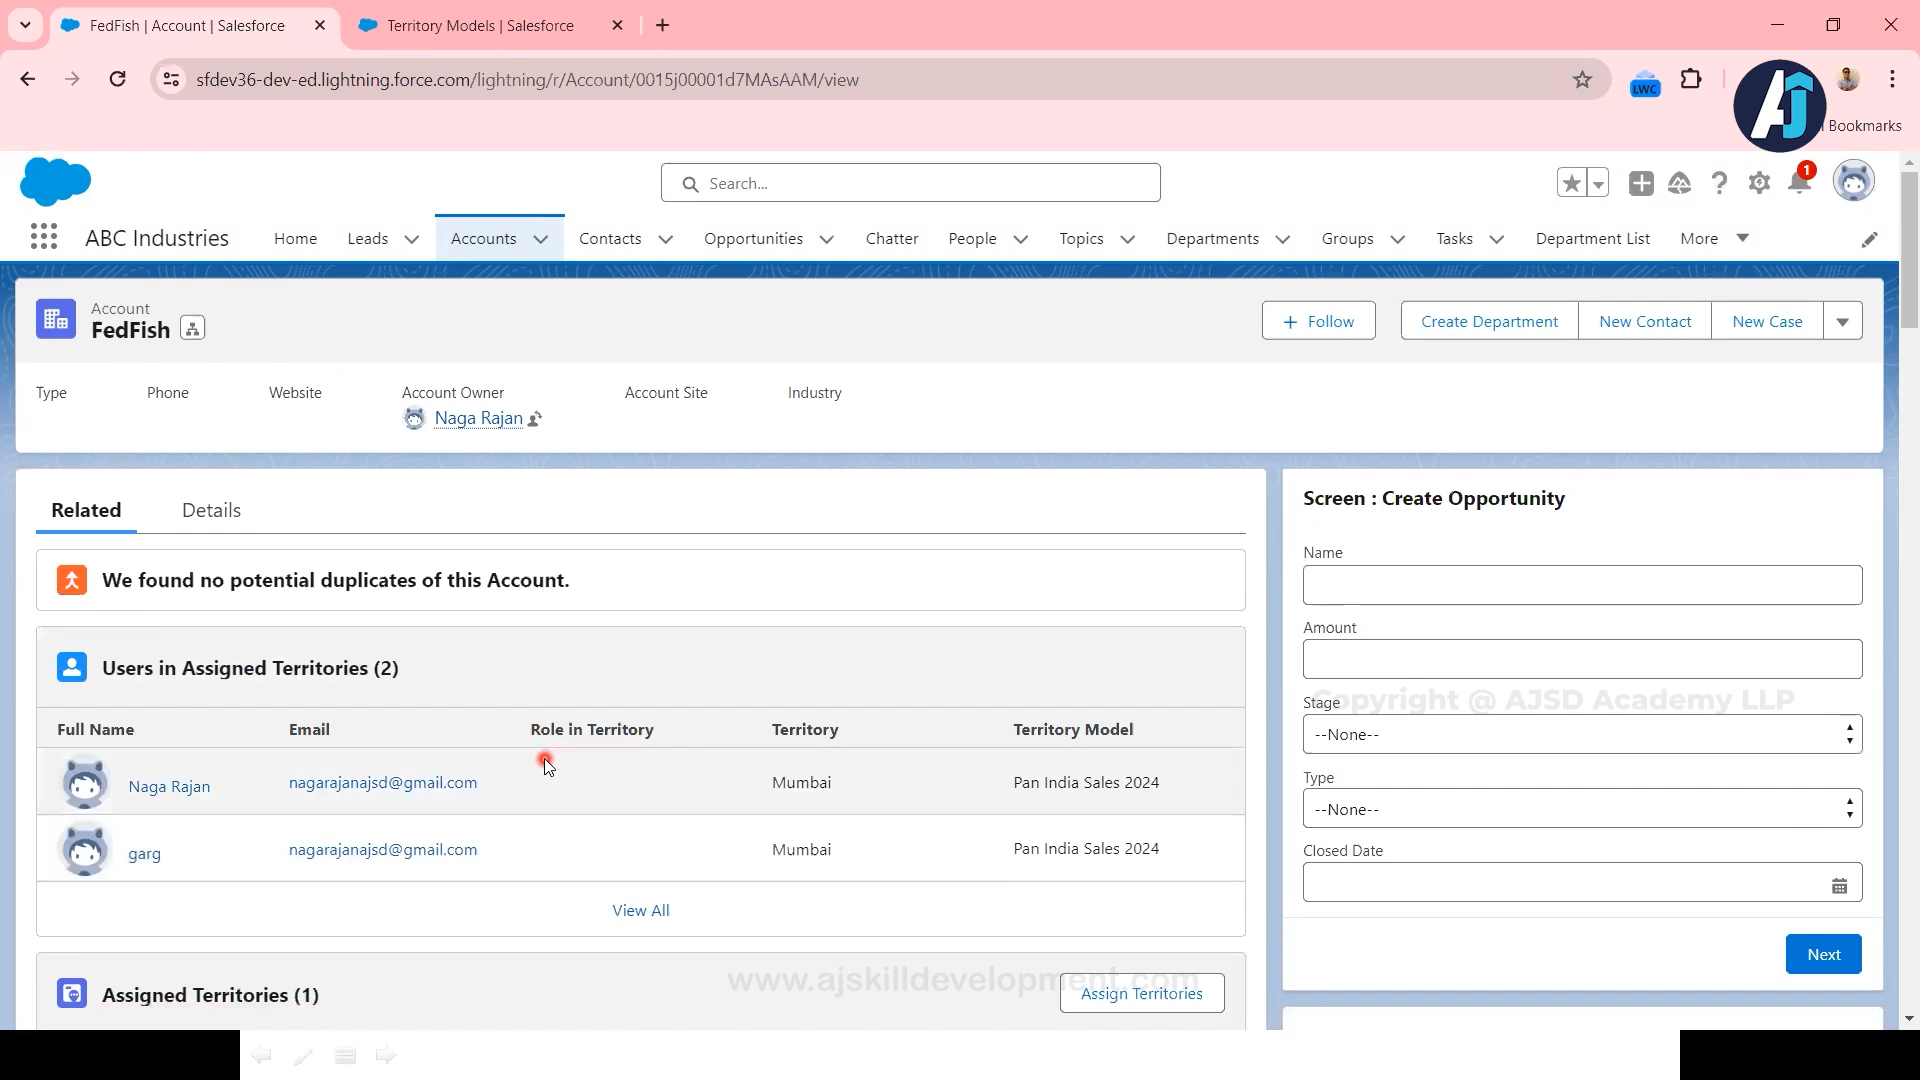 FedFish | Account | Salesforce
Territory Models | Salesforce
sfdev36-dev-ed.lightning.force.com/lightning/r/Account/0015j00001d7MAsAAM/view
LWC
AJ
Bookmarks
Search...
1
ABC Industries
Home
Leads
Accounts
Contacts
Opportunities
Chatter
People
Topics
Departments
Groups
Tasks
Department List
More
Account
FedFish
Follow
Create Department
New Contact
New Case
Type
Phone
Website
Account Owner
Account Site
Industry
Naga Rajan
Related
Details
We found no potential duplicates of this Account.
Users in Assigned Territories (2)
Full Name
Email
Role in Territory
Territory
Territory Model
Naga Rajan
nagarajanajsd@gmail.com
Mumbai
Pan India Sales 2024
garg
nagarajanajsd@gmail.com
Mumbai
Pan India Sales 2024
View All
Assigned Territories (1)
Assign Territories
www.ajskilldevelopment.com
Screen : Create Opportunity
Name
Amount
Copyright @ AJSD Academy LLP
Stage
--None--
Type
--None--
Closed Date
Next